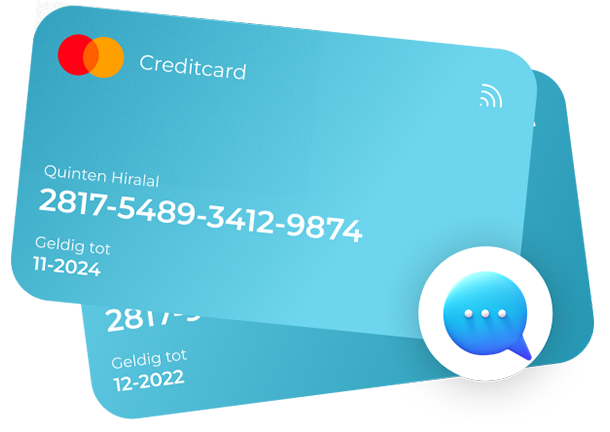 Creditcard
Quinten Hiralal
2817-5489-3412-9874
Geldig tot
11-2024
2817-
Geldig tot
12-2022